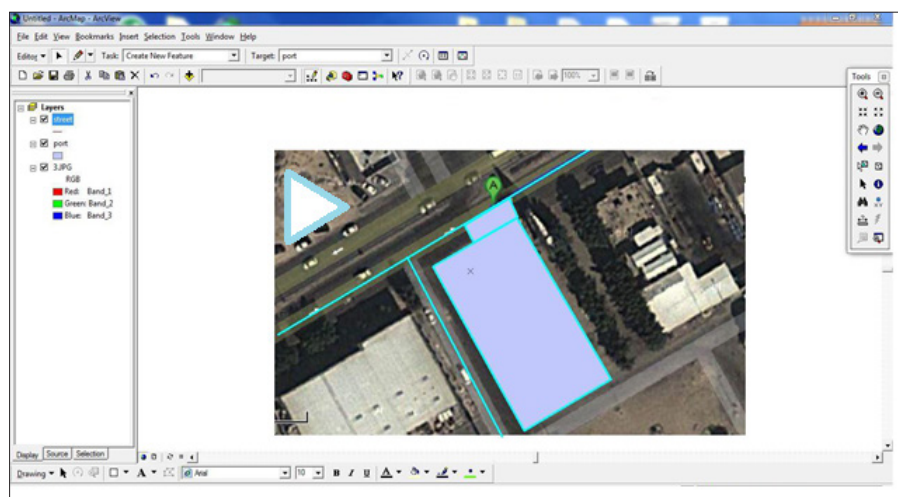 Untitled - ArcMap - ArcView
File Edit View Bookmarks Insert Selection Tools Window Help
Editor Task: Create New Feature Target: port
100%
Tools
Layers
street
port
3.JPG
RGB
Red: Band_1
Green: Band_2
Blue: Band_3
A
Display Source Selection
Drawing A Arial 10 B I U A